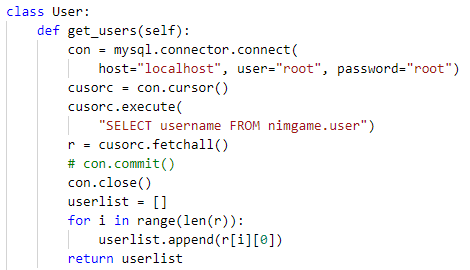 class User:
    def get_users(self):
        con = mysql.connector.connect(
            host="localhost", user="root", password="root")
        cusorc = con.cursor()
        cusorc.execute(
            "SELECT username FROM nimgame.user")
        r = cusorc.fetchall()
        # con.commit()
        con.close()
        userlist = []
        for i in range(len(r)):
            userlist.append(r[i][0])
        return userlist